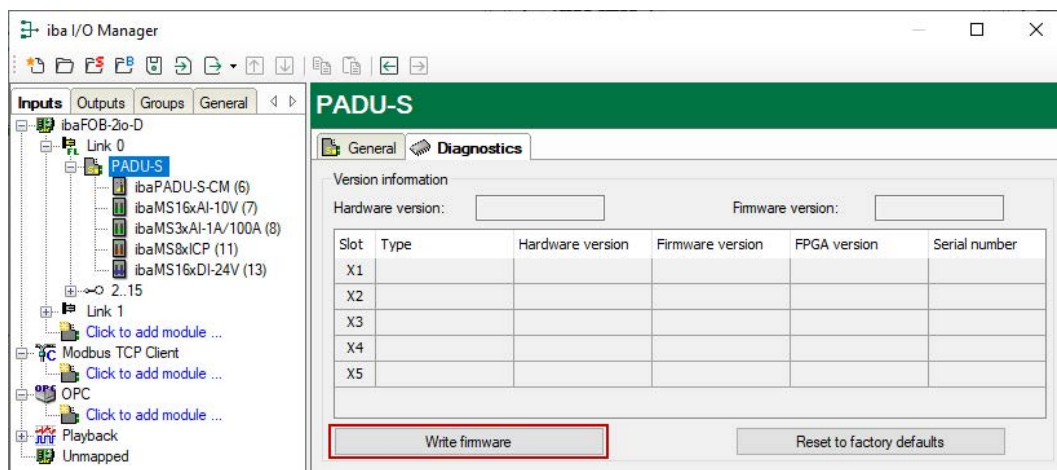 iba I/O Manager
Inputs Outputs Groups General
ibaFOB-2io-D
Link 0
PADU-S
ibaPADU-S-CM (6)
ibaMS16xAI-10V (7)
ibaMS3xAI-1A/100A (8)
ibaMS8xICP (11)
ibaMS16xDI-24V (13)
2..15
Link 1
Click to add module ...
Modbus TCP Client
Click to add module ...
OPC
Click to add module ...
Playback
Unmapped
PADU-S
General Diagnostics
Version information
Hardware version: Firmware version:
Slot Type Hardware version Firmware version FPGA version Serial number
X1
X2
X3
X4
X5
Write firmware Reset to factory defaults